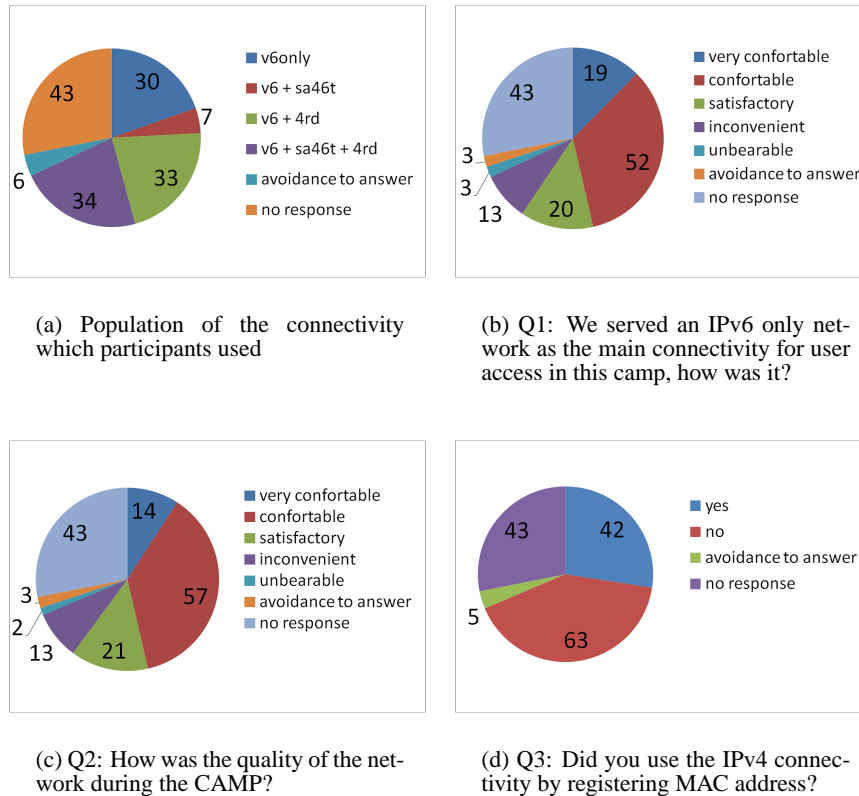 43
30
7
33
34
6
v6only
v6 + sa46t
v6 + 4rd
v6 + sa46t + 4rd
avoidance to answer
no response
(a) Population of the connectivity
which participants used
43
19
52
20
13
3
3
very confortable
confortable
satisfactory
inconvenient
unbearable
avoidance to answer
no response
(b) Q1: We served an IPv6 only net-
work as the main connectivity for user
access in this camp, how was it?
43
14
57
21
13
2
3
very confortable
confortable
satisfactory
inconvenient
unbearable
avoidance to answer
no response
(c) Q2: How was the quality of the net-
work during the CAMP?
43
42
63
5
yes
no
avoidance to answer
no response
(d) Q3: Did you use the IPv4 connec-
tivity by registering MAC address?